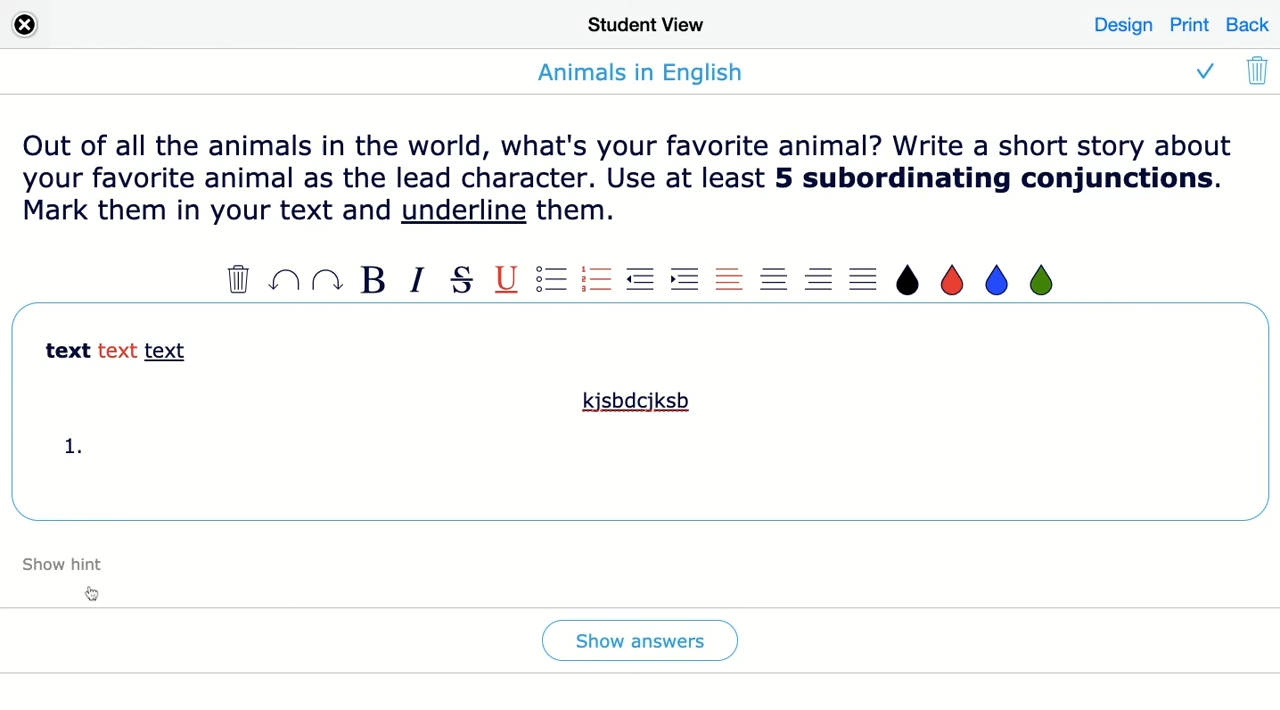 Student View
Design Print Back
Animals in English
Out of all the animals in the world, what's your favorite animal? Write a short story about
your favorite animal as the lead character. Use at least 5 subordinating conjunctions.
Mark them in your text and underline them.
B I S U
text text text
kjsbdcjksb
1.
Show hint
Show answers